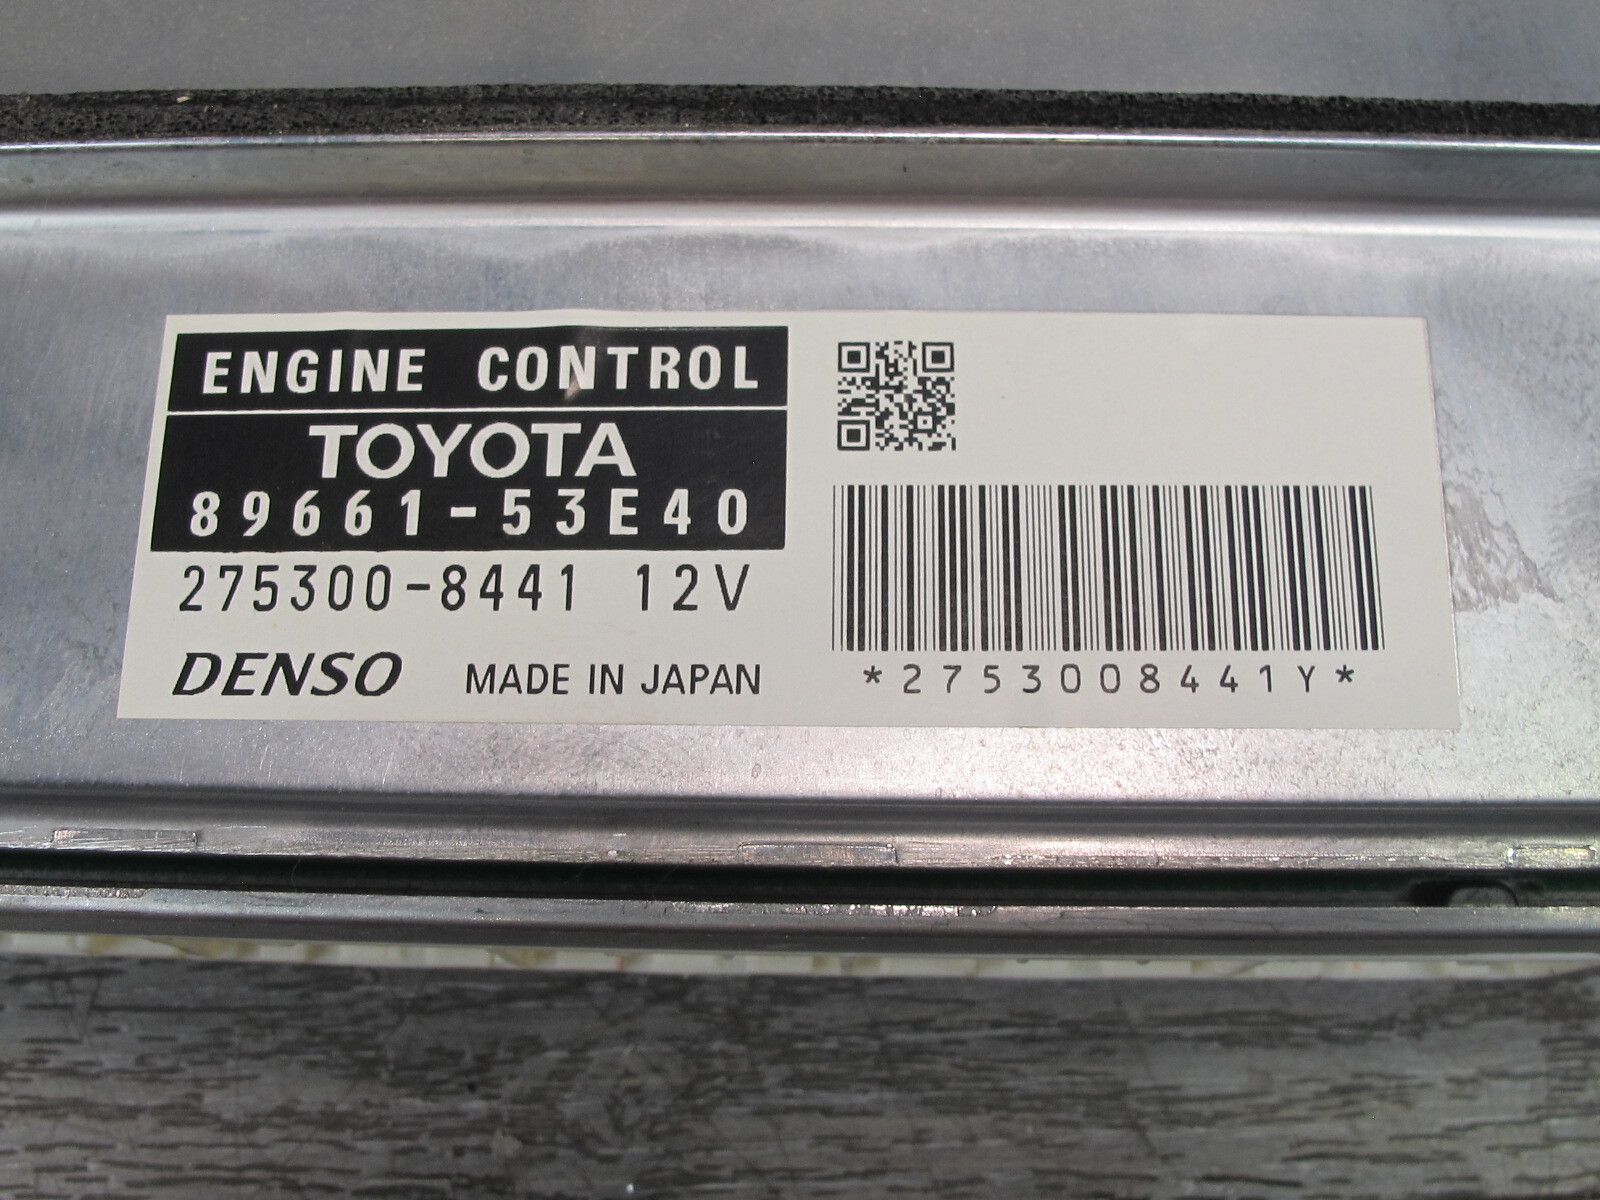 ENGINE CONTROL
TOYOTA
89661-53E40
275300-8441 12V
DENSO MADE IN JAPAN
*2753008441Y*